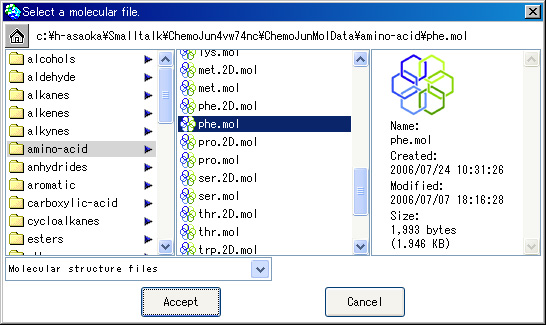 Select a molecular file.
c:¥h-asaoka¥Smalltalk¥ChemoJun4vw74nc¥ChemoJunMolData¥amino-acid¥phe.mol
alcohols
aldehyde
alkanes
alkenes
alkynes
amino-acid
anhydrides
aromatic
carboxylic-acid
cycloalkanes
esters
lys.mol
met.2D.mol
met.mol
phe.2D.mol
phe.mol
pro.2D.mol
pro.mol
ser.2D.mol
ser.mol
thr.2D.mol
thr.mol
trp.2D.mol
Name:
phe.mol
Created:
2006/07/24 10:31:26
Modified:
2006/07/07 18:16:28
Size:
1,993 bytes
(1.946 KB)
Molecular structure files
Accept
Cancel